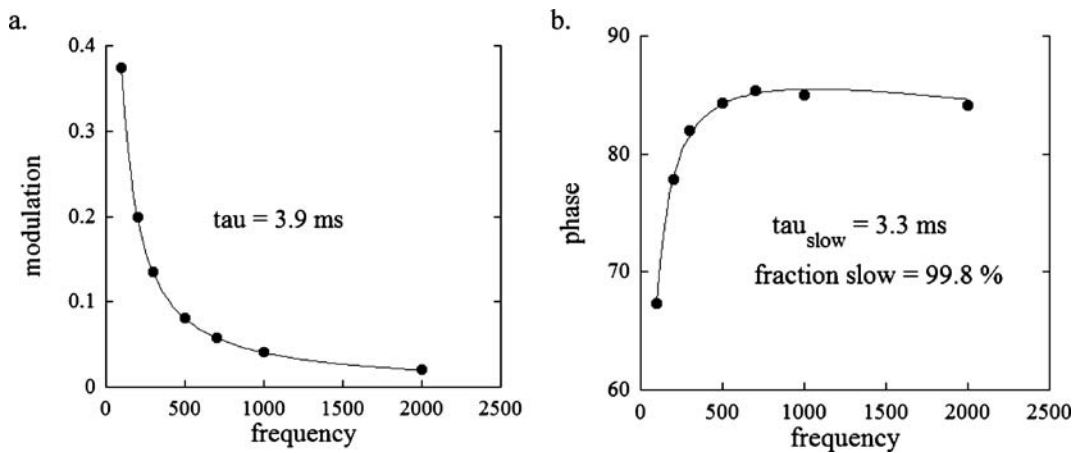 a.
0.4
0.3
0.2
0.1
0
modulation
tau = 3.9 ms
0 500 1000 1500 2000 2500
frequency
b.
90
80
70
60
phase
tau_slow = 3.3 ms
fraction slow = 99.8 %
0 500 1000 1500 2000 2500
frequency